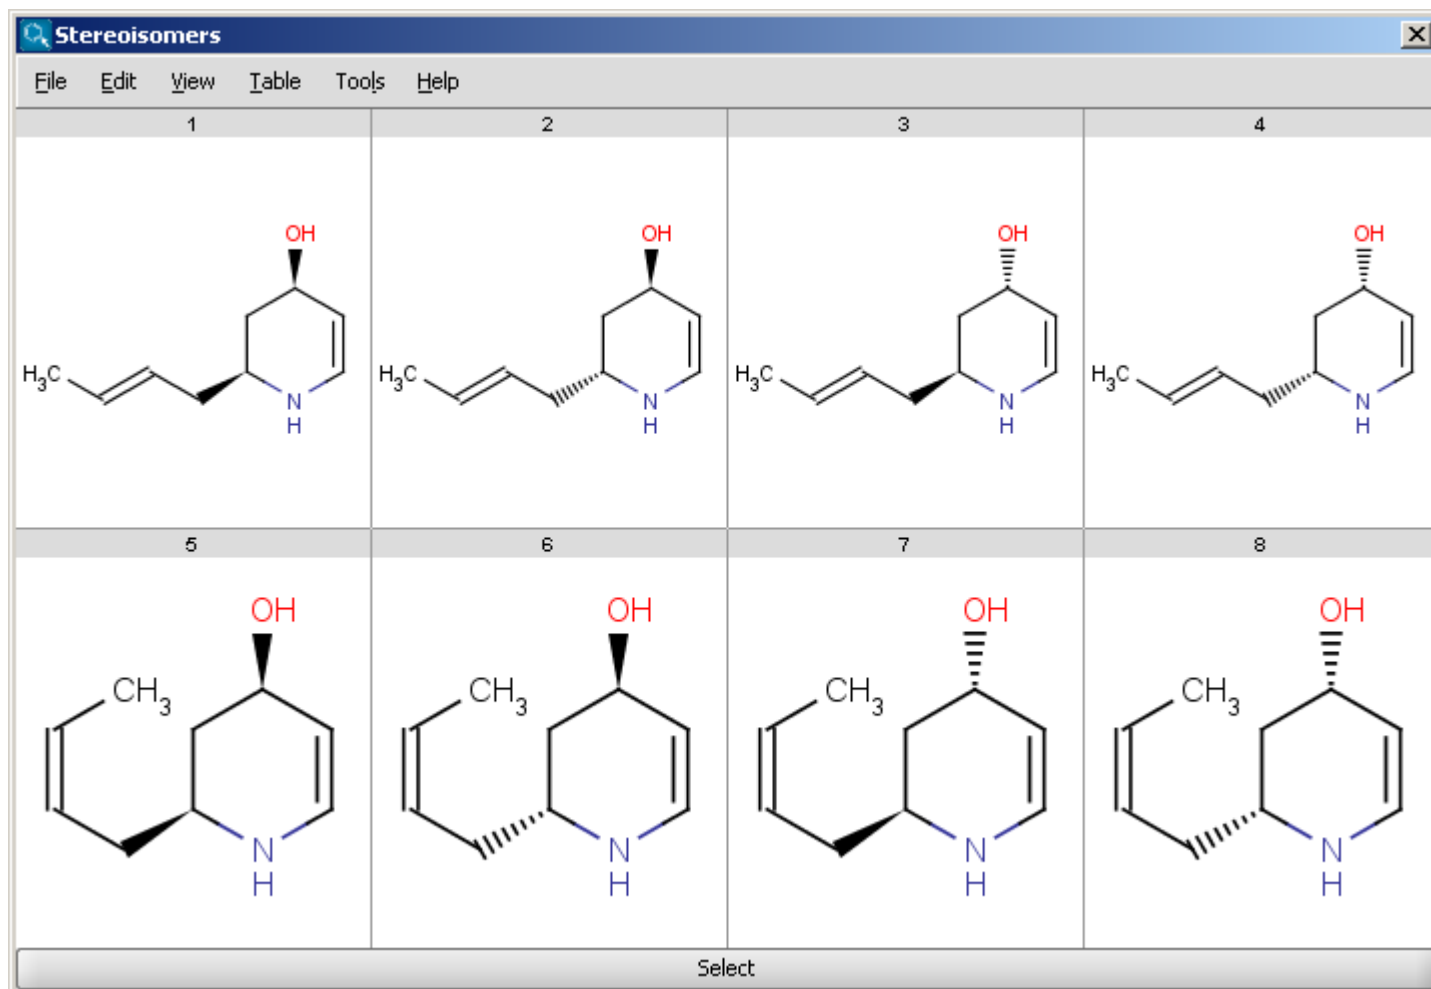 Stereoisomers
File Edit View Table Tools Help
1 2 3 4
OH OH OH OH
H3C H3C H3C H3C
N N N N
H H H H
5 6 7 8
OH OH OH OH
CH3 CH3 CH3 CH3
N N N N
H H H H
Select